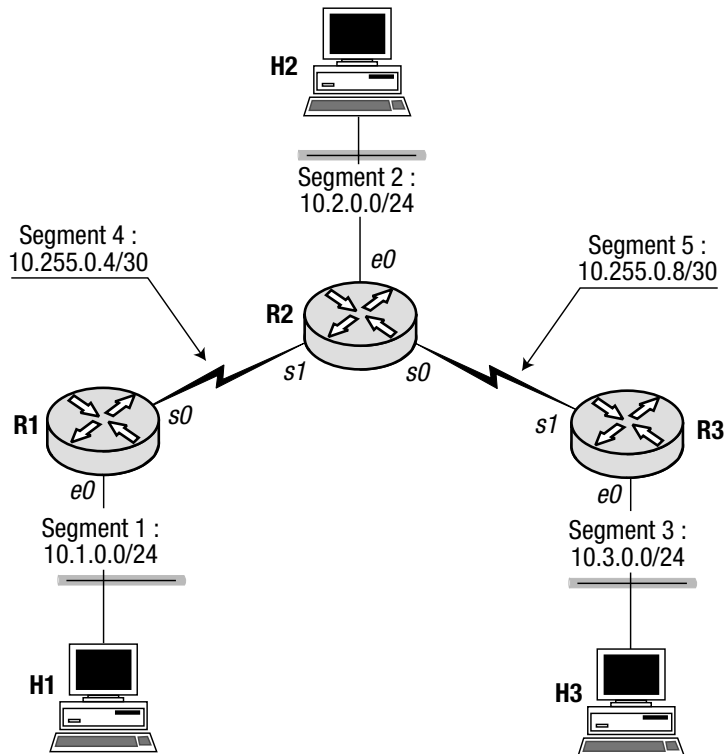 H2
Segment 2 :
10.2.0.0/24
Segment 4 :
10.255.0.4/30
Segment 5 :
10.255.0.8/30
e0
R2
s1
s0
R1
s0
s1
R3
e0
e0
Segment 1 :
10.1.0.0/24
Segment 3 :
10.3.0.0/24
H1
H3